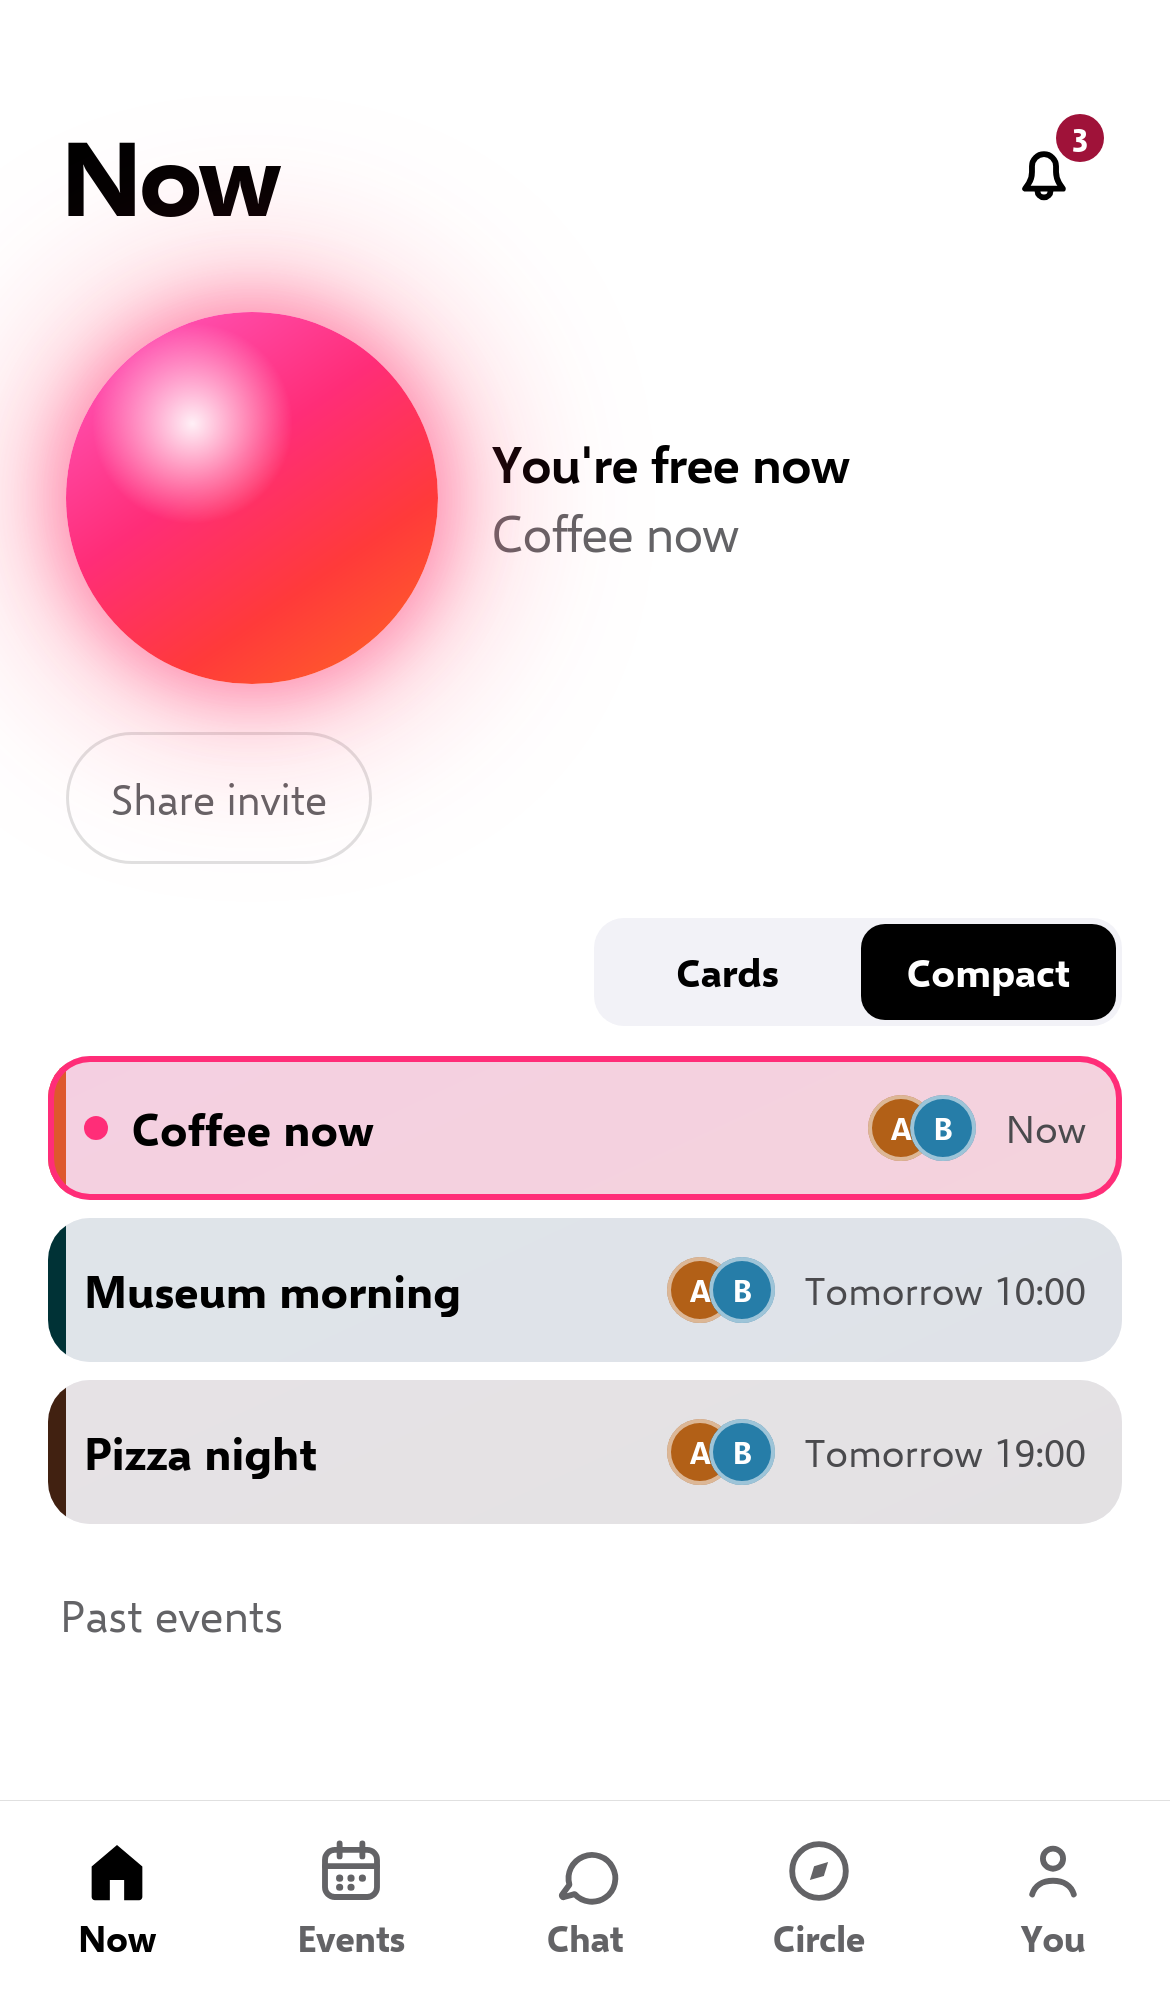 Now
3
You're free now
Coffee now
Share invite
Cards
Compact
Coffee now
A
B
Now
Museum morning
A
B
Tomorrow 10:00
Pizza night
A
B
Tomorrow 19:00
Past events
Now
Events
Chat
Circle
You